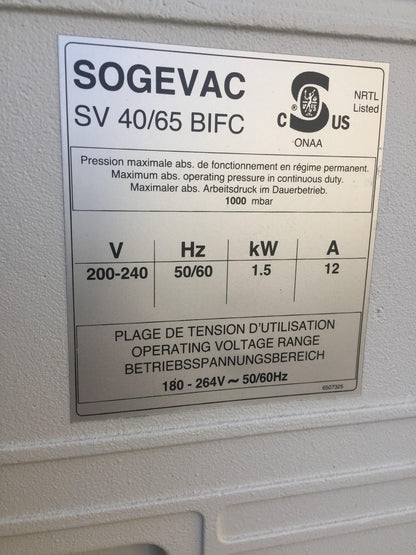 SOGEVAC
SV 40/65 BIFC
C ® US
NRTL
Listed
ONAA
Pression maximale abs. de fonctionnement en régime permanent.
Maximum abs. operating pressure in continuous duty.
Maximaler abs. Arbeitsdruck im Dauerbetrieb.
1000 mbar
V Hz kW A
200-240 50/60 1.5 12
PLAGE DE TENSION D'UTILISATION
OPERATING VOLTAGE RANGE
BETRIEBSSPANNUNGSBEREICH
180 - 264V ~ 50/60Hz
6507325